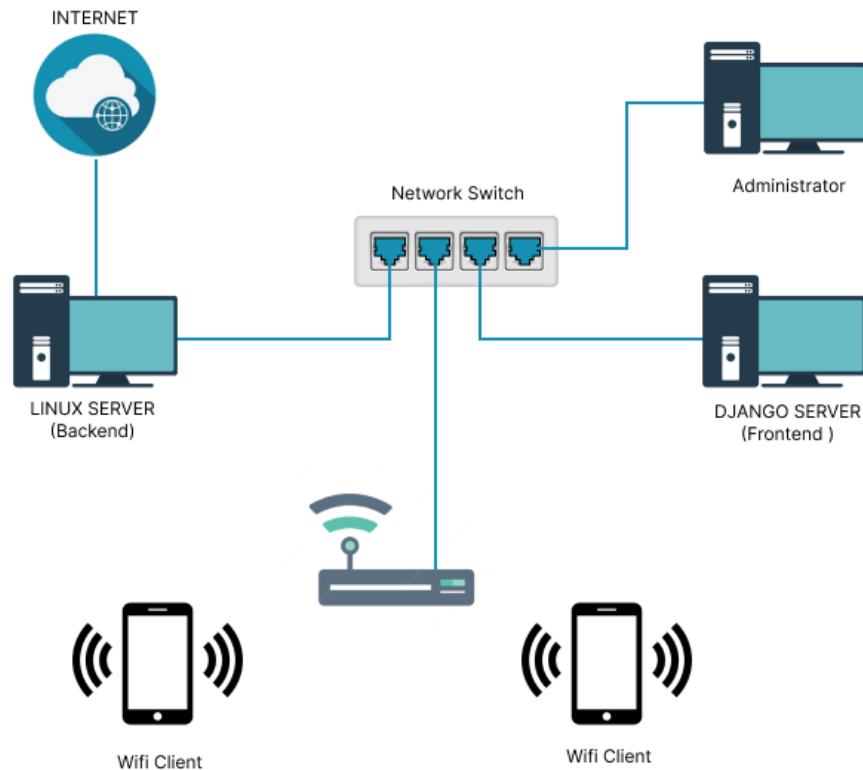 INTERNET
Network Switch
Administrator
LINUX SERVER
(Backend)
DJANGO SERVER
(Frontend )
Wifi Client
Wifi Client